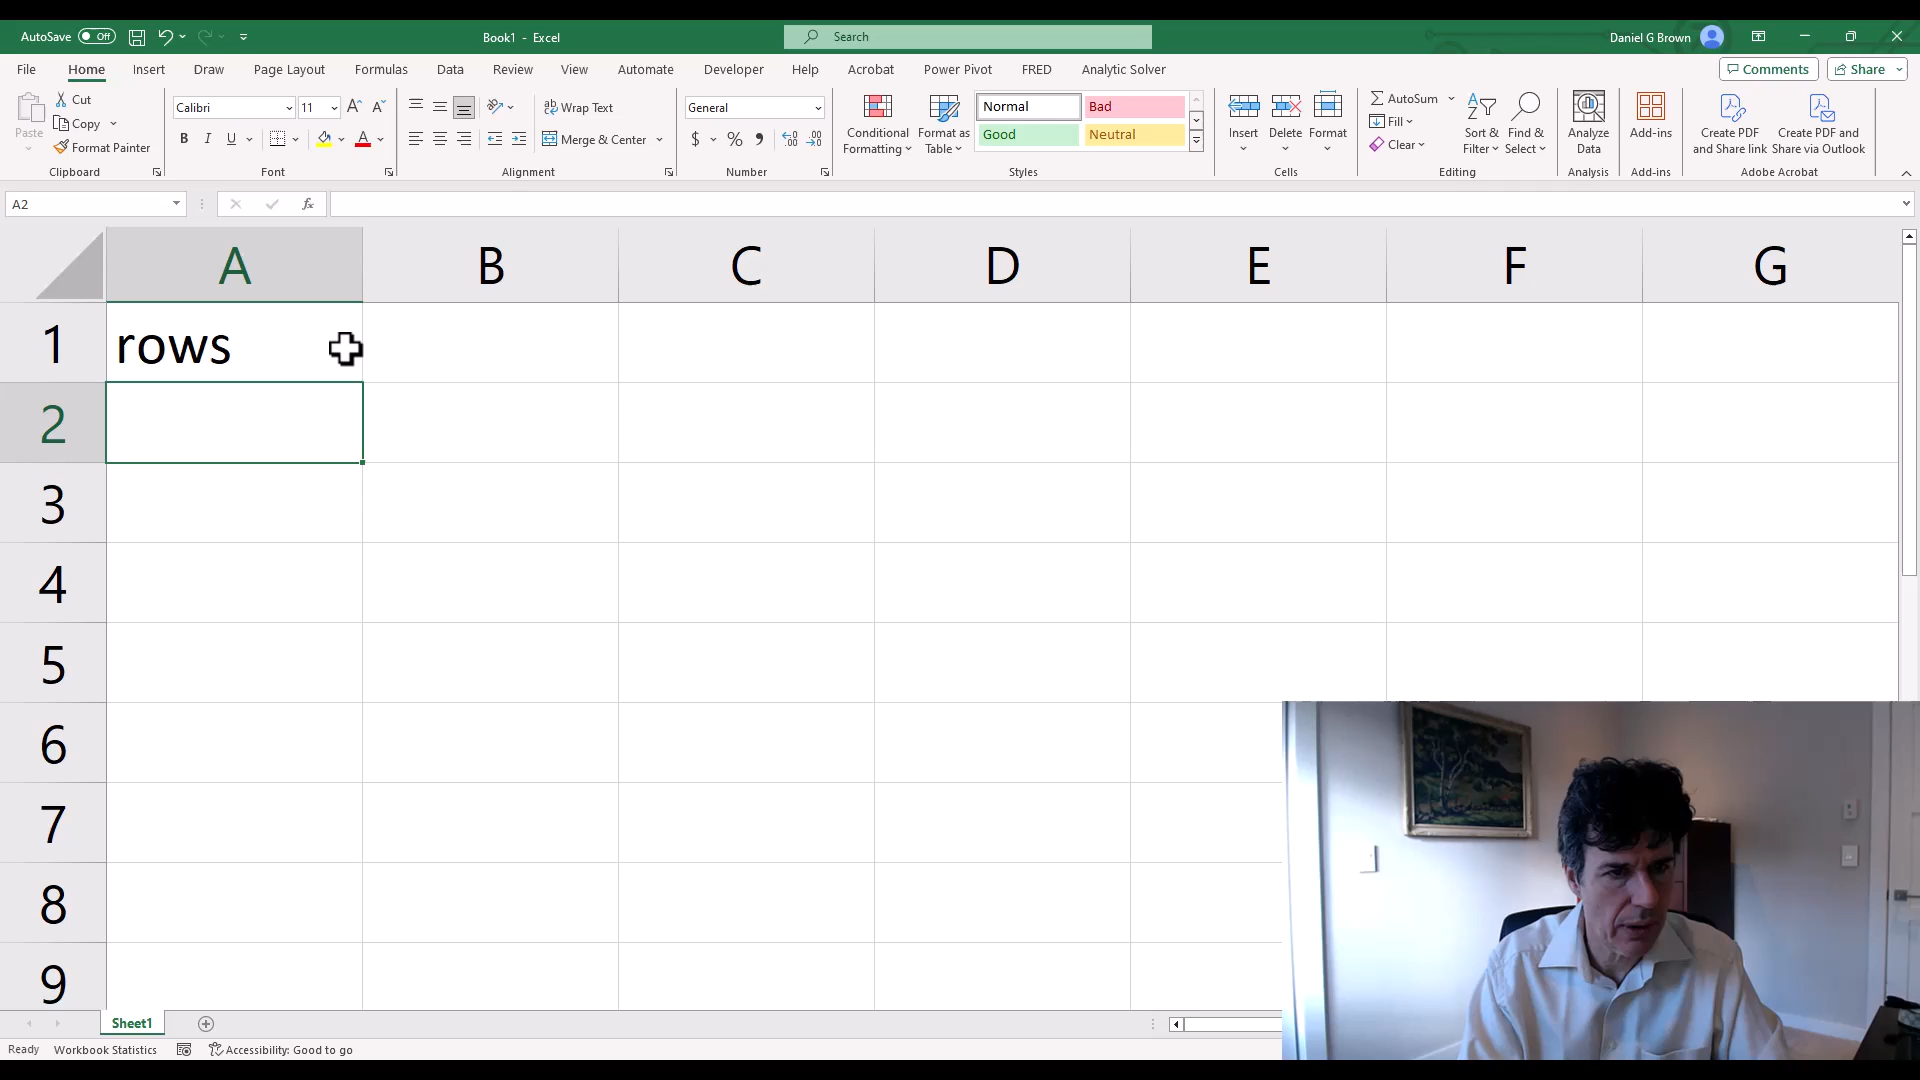 AutoSave Off Book1 - Excel Search Daniel G Brown
File Home Insert Draw Page Layout Formulas Data Review View Automate Developer Help Acrobat Power Pivot FRED Analytic Solver Comments Share
Paste Cut Copy Format Painter
Clipboard
Calibri 11
B I U A
Font
ab Wrap Text
Merge & Center
Alignment
General
$ % 9
Number
Conditional Formatting
Format as Table
Normal Bad
Good Neutral
Styles
Insert Delete Format
Cells
AutoSum
Fill
Clear
Sort & Filter
Find & Select
Editing
Analyze Data
Analysis
Add-ins
Add-ins
Create PDF and Share link
Create PDF and Share via Outlook
Adobe Acrobat
A2 fx
A B C D E F G
1 rows
2
3
4
5
6
7
8
9
Sheet1
Ready Workbook Statistics Accessibility: Good to go